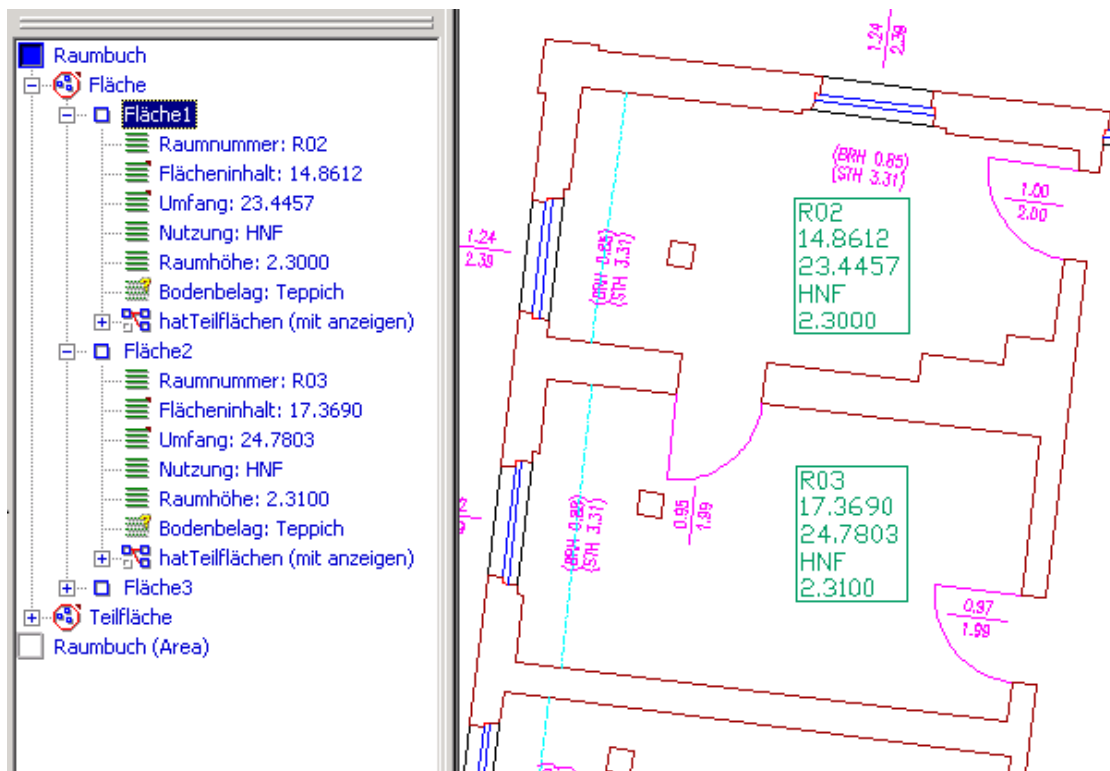 Raumbuch
Fläche
Fläche1
Raumnummer: R02
Flächeninhalt: 14.8612
Umfang: 23.4457
Nutzung: HNF
Raumhöhe: 2.3000
Bodenbelag: Teppich
hatTeilflächen (mit anzeigen)
Fläche2
Raumnummer: R03
Flächeninhalt: 17.3690
Umfang: 24.7803
Nutzung: HNF
Raumhöhe: 2.3100
Bodenbelag: Teppich
hatTeilflächen (mit anzeigen)
Fläche3
Teilfläche
Raumbuch (Area)
1.24
2.39
(BRH 0.85)
(STH 3.31)
1.00
2.00
R02
14.8612
23.4457
HNF
2.3000
1.24
2.39
(BRH 0.85)
(STH 3.31)
0.95
1.99
R03
17.3690
24.7803
HNF
2.3100
(STH 3.31)
0.97
1.99